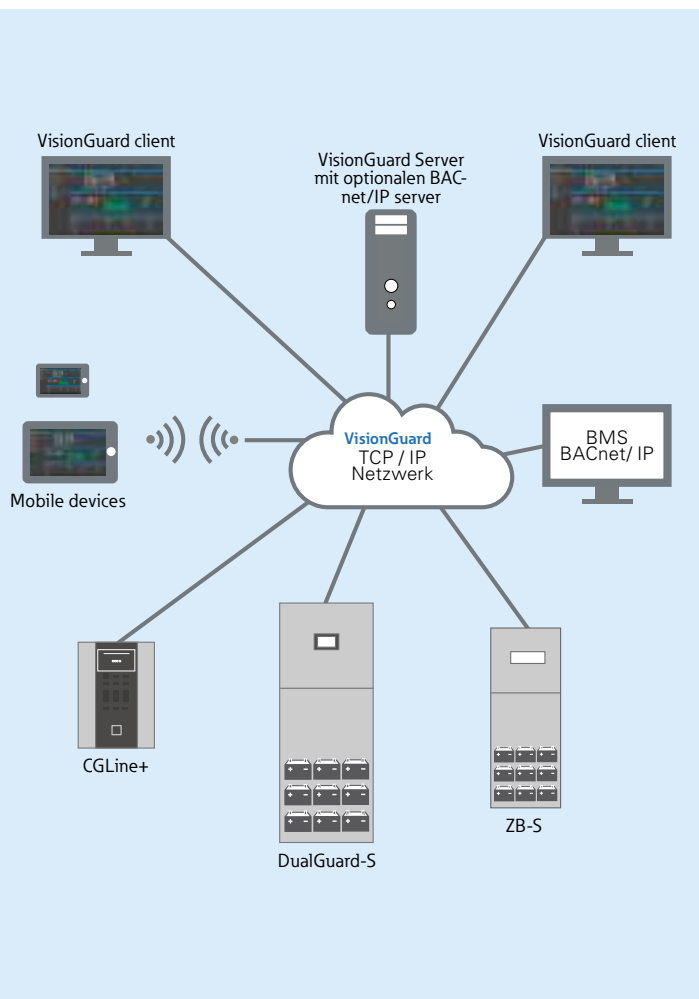 VisionGuard client
VisionGuard Server
mit optionalen BAC-
net/IP server
VisionGuard client
VisionGuard
TCP / IP
Netzwerk
BMS
BACnet/ IP
Mobile devices
CGLine+
DualGuard-S
ZB-S